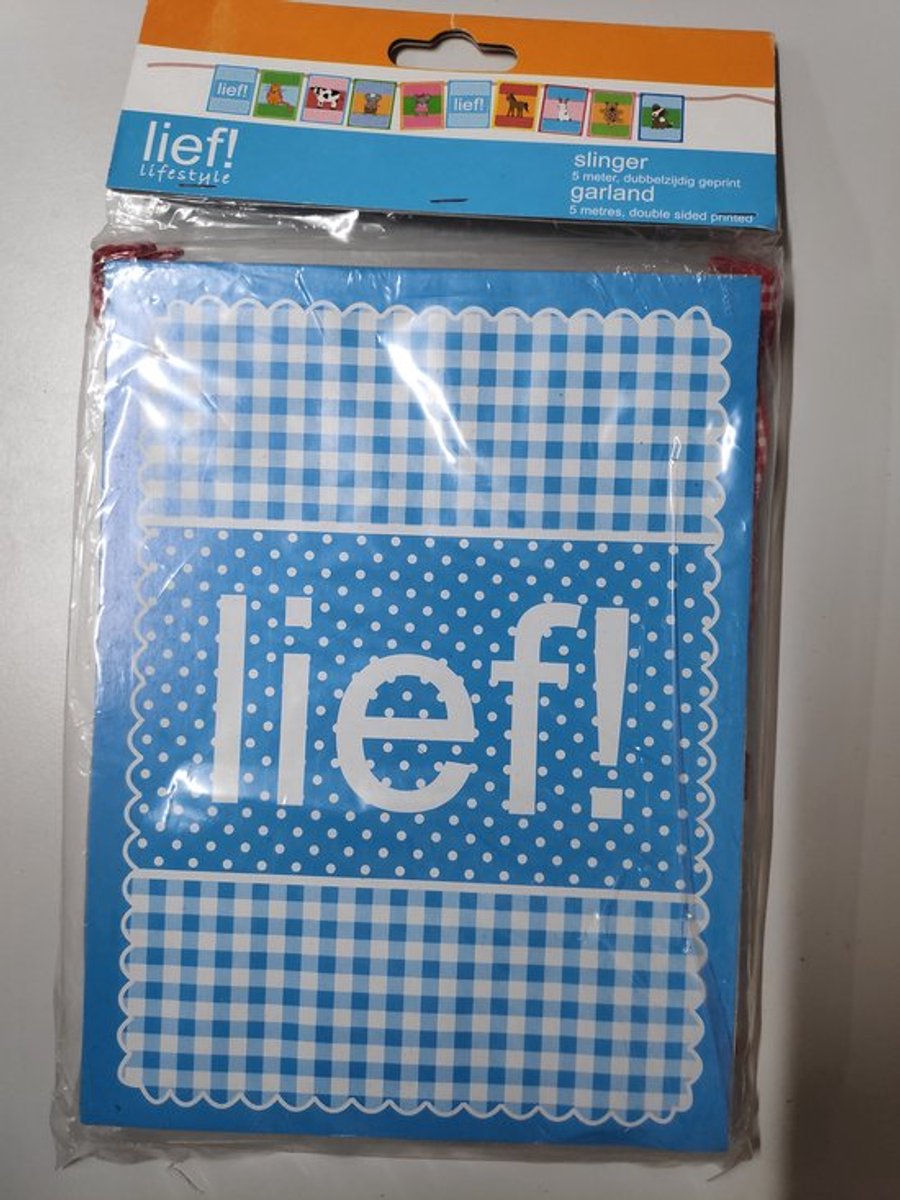 lief! lief!
lief!
lifestyle
slinger
5 meter, dubbelzijdig geprint
garland
5 metres, double sided printed
lief!